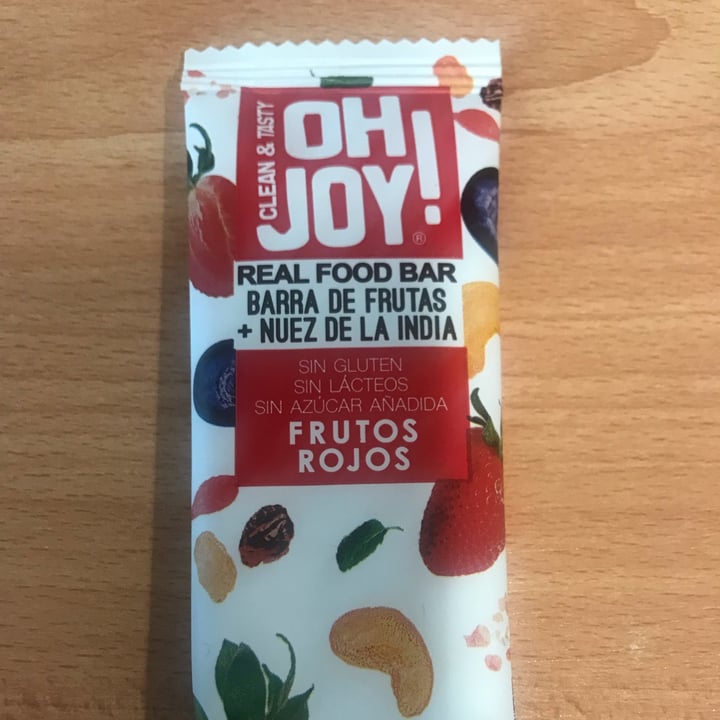 CLEAN & TASTY
OH
JOY!
®
REAL FOOD BAR
BARRA DE FRUTAS
+ NUEZ DE LA INDIA
SIN GLUTEN
SIN LÁCTEOS
SIN AZÚCAR AÑADIDA
FRUTOS
ROJOS